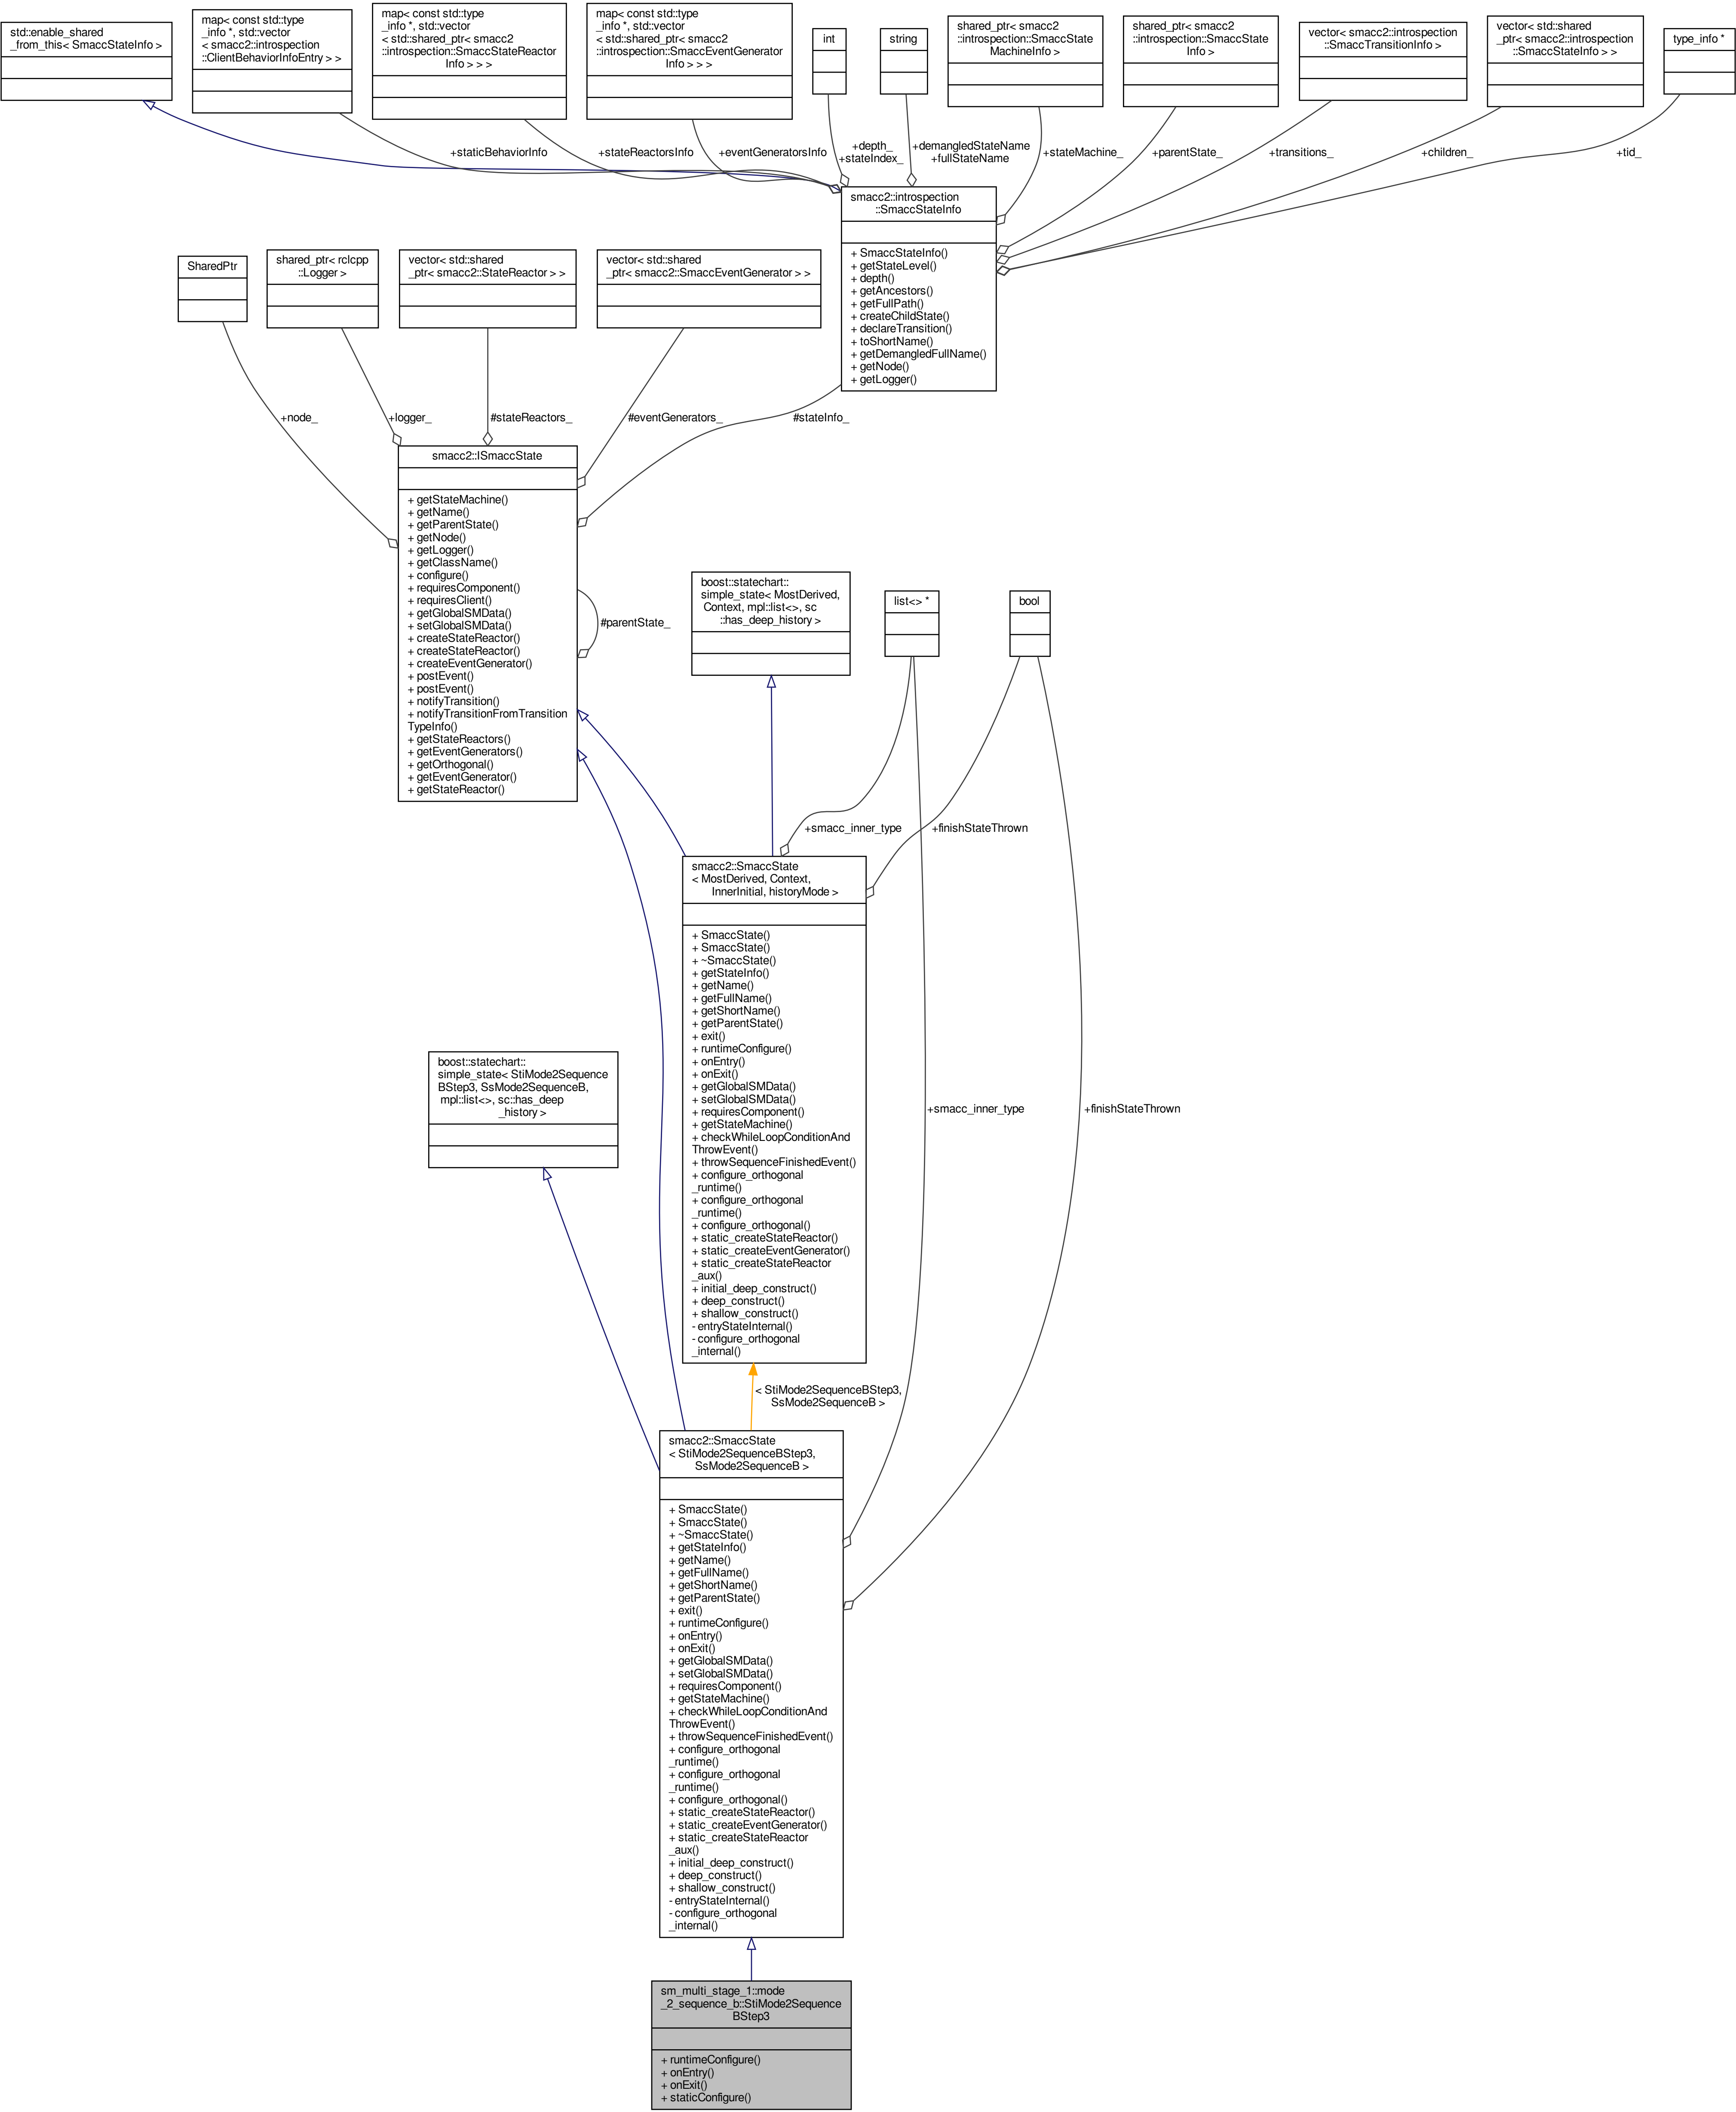 std::enable_shared
_from_this< SmaccStateInfo >
map< const std::type
_info *, std::vector
< smacc2::introspection
::ClientBehaviorInfoEntry > >
map< const std::type
_info *, std::vector
< std::shared_ptr< smacc2
::introspection::SmaccStateReactor
Info > > >
map< const std::type
_info *, std::vector
< std::shared_ptr< smacc2
::introspection::SmaccEventGenerator
Info > > >
int
string
shared_ptr< smacc2
::introspection::SmaccState
MachineInfo >
shared_ptr< smacc2
::introspection::SmaccState
Info >
vector< smacc2::introspection
::SmaccTransitionInfo >
vector< std::shared
_ptr< smacc2::introspection
::SmaccStateInfo > >
type_info *
+staticBehaviorInfo
+stateReactorsInfo
+eventGeneratorsInfo
+depth_
+stateIndex_
+demangledStateName
+fullStateName
+stateMachine_
+parentState_
+transitions_
+children_
+tid_
smacc2::introspection
::SmaccStateInfo
+ SmaccStateInfo()
+ getStateLevel()
+ depth()
+ getAncestors()
+ getFullPath()
+ createChildState()
+ declareTransition()
+ toShortName()
+ getDemangledFullName()
+ getNode()
+ getLogger()
SharedPtr
shared_ptr< rclcpp
::Logger >
vector< std::shared
_ptr< smacc2::StateReactor > >
vector< std::shared
_ptr< smacc2::SmaccEventGenerator > >
+node_
+logger_
#stateReactors_
#eventGenerators_
#stateInfo_
smacc2::ISmaccState
+ getStateMachine()
+ getName()
+ getParentState()
+ getNode()
+ getLogger()
+ getClassName()
+ configure()
+ requiresComponent()
+ requiresClient()
+ getGlobalSMData()
+ setGlobalSMData()
+ createStateReactor()
+ createStateReactor()
+ createEventGenerator()
+ postEvent()
+ postEvent()
+ notifyTransition()
+ notifyTransitionFromTransition
TypeInfo()
+ getStateReactors()
+ getEventGenerators()
+ getOrthogonal()
+ getEventGenerator()
+ getStateReactor()
#parentState_
boost::statechart::
simple_state< MostDerived,
Context, mpl::list<>, sc
::has_deep_history >
list<> *
bool
+smacc_inner_type
+finishStateThrown
smacc2::SmaccState
< MostDerived, Context,
InnerInitial, historyMode >
+ SmaccState()
+ SmaccState()
+ ~SmaccState()
+ getStateInfo()
+ getName()
+ getFullName()
+ getShortName()
+ getParentState()
+ exit()
+ runtimeConfigure()
+ onEntry()
+ onExit()
+ getGlobalSMData()
+ setGlobalSMData()
+ requiresComponent()
+ getStateMachine()
+ checkWhileLoopConditionAnd
ThrowEvent()
+ throwSequenceFinishedEvent()
+ configure_orthogonal
_runtime()
+ configure_orthogonal
_runtime()
+ configure_orthogonal()
+ static_createStateReactor()
+ static_createEventGenerator()
+ static_createStateReactor
_aux()
+ initial_deep_construct()
+ deep_construct()
+ shallow_construct()
- entryStateInternal()
- configure_orthogonal
_internal()
boost::statechart::
simple_state< StiMode2Sequence
BStep3, SsMode2SequenceB,
mpl::list<>, sc::has_deep
_history >
+smacc_inner_type
+finishStateThrown
< StiMode2SequenceBStep3,
SsMode2SequenceB >
smacc2::SmaccState
< StiMode2SequenceBStep3,
SsMode2SequenceB >
+ SmaccState()
+ SmaccState()
+ ~SmaccState()
+ getStateInfo()
+ getName()
+ getFullName()
+ getShortName()
+ getParentState()
+ exit()
+ runtimeConfigure()
+ onEntry()
+ onExit()
+ getGlobalSMData()
+ setGlobalSMData()
+ requiresComponent()
+ getStateMachine()
+ checkWhileLoopConditionAnd
ThrowEvent()
+ throwSequenceFinishedEvent()
+ configure_orthogonal
_runtime()
+ configure_orthogonal
_runtime()
+ configure_orthogonal()
+ static_createStateReactor()
+ static_createEventGenerator()
+ static_createStateReactor
_aux()
+ initial_deep_construct()
+ deep_construct()
+ shallow_construct()
- entryStateInternal()
- configure_orthogonal
_internal()
sm_multi_stage_1::mode
_2_sequence_b::StiMode2Sequence
BStep3
+ runtimeConfigure()
+ onEntry()
+ onExit()
+ staticConfigure()